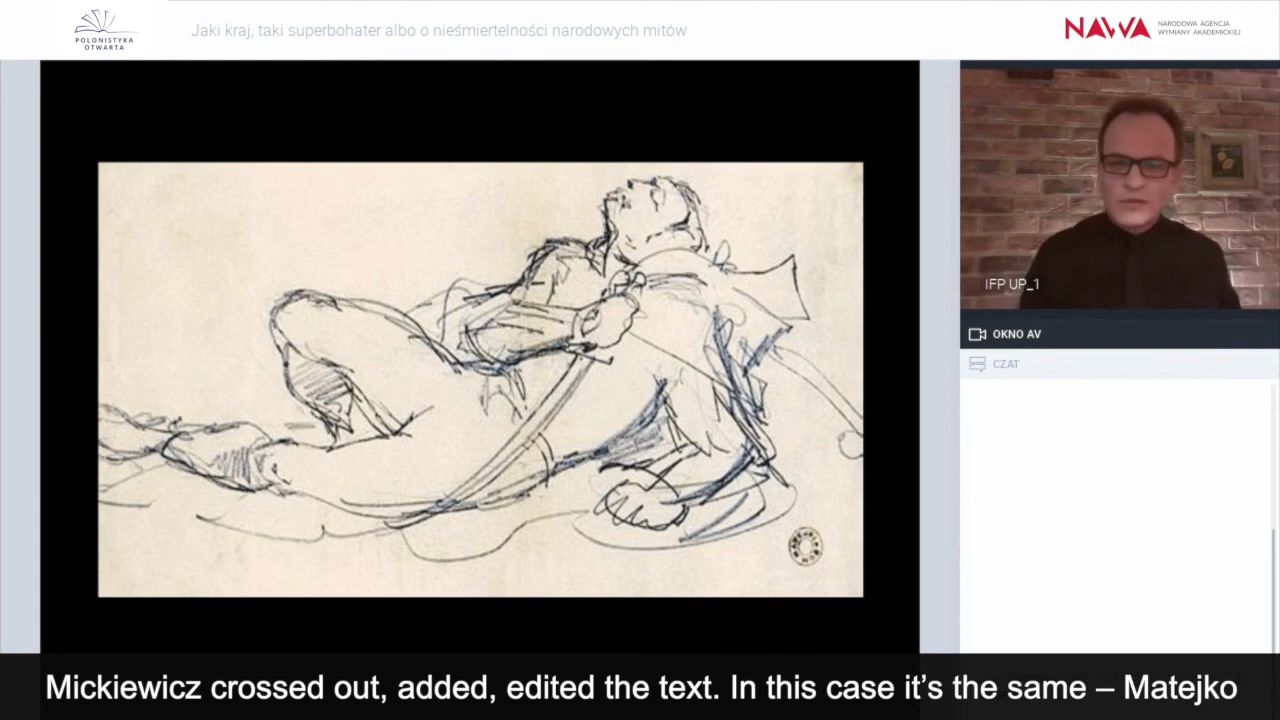 POLONISTYKA
OTWARTA
Jaki kraj, taki superbohater albo o nieśmiertelności narodowych mitów
NAWA
NARODOWA AGENCJA
WYMIANY AKADEMICKIEJ
IFP UP_1
OKNO AV
CZAT
Mickiewicz crossed out, added, edited the text. In this case it’s the same – Matejko